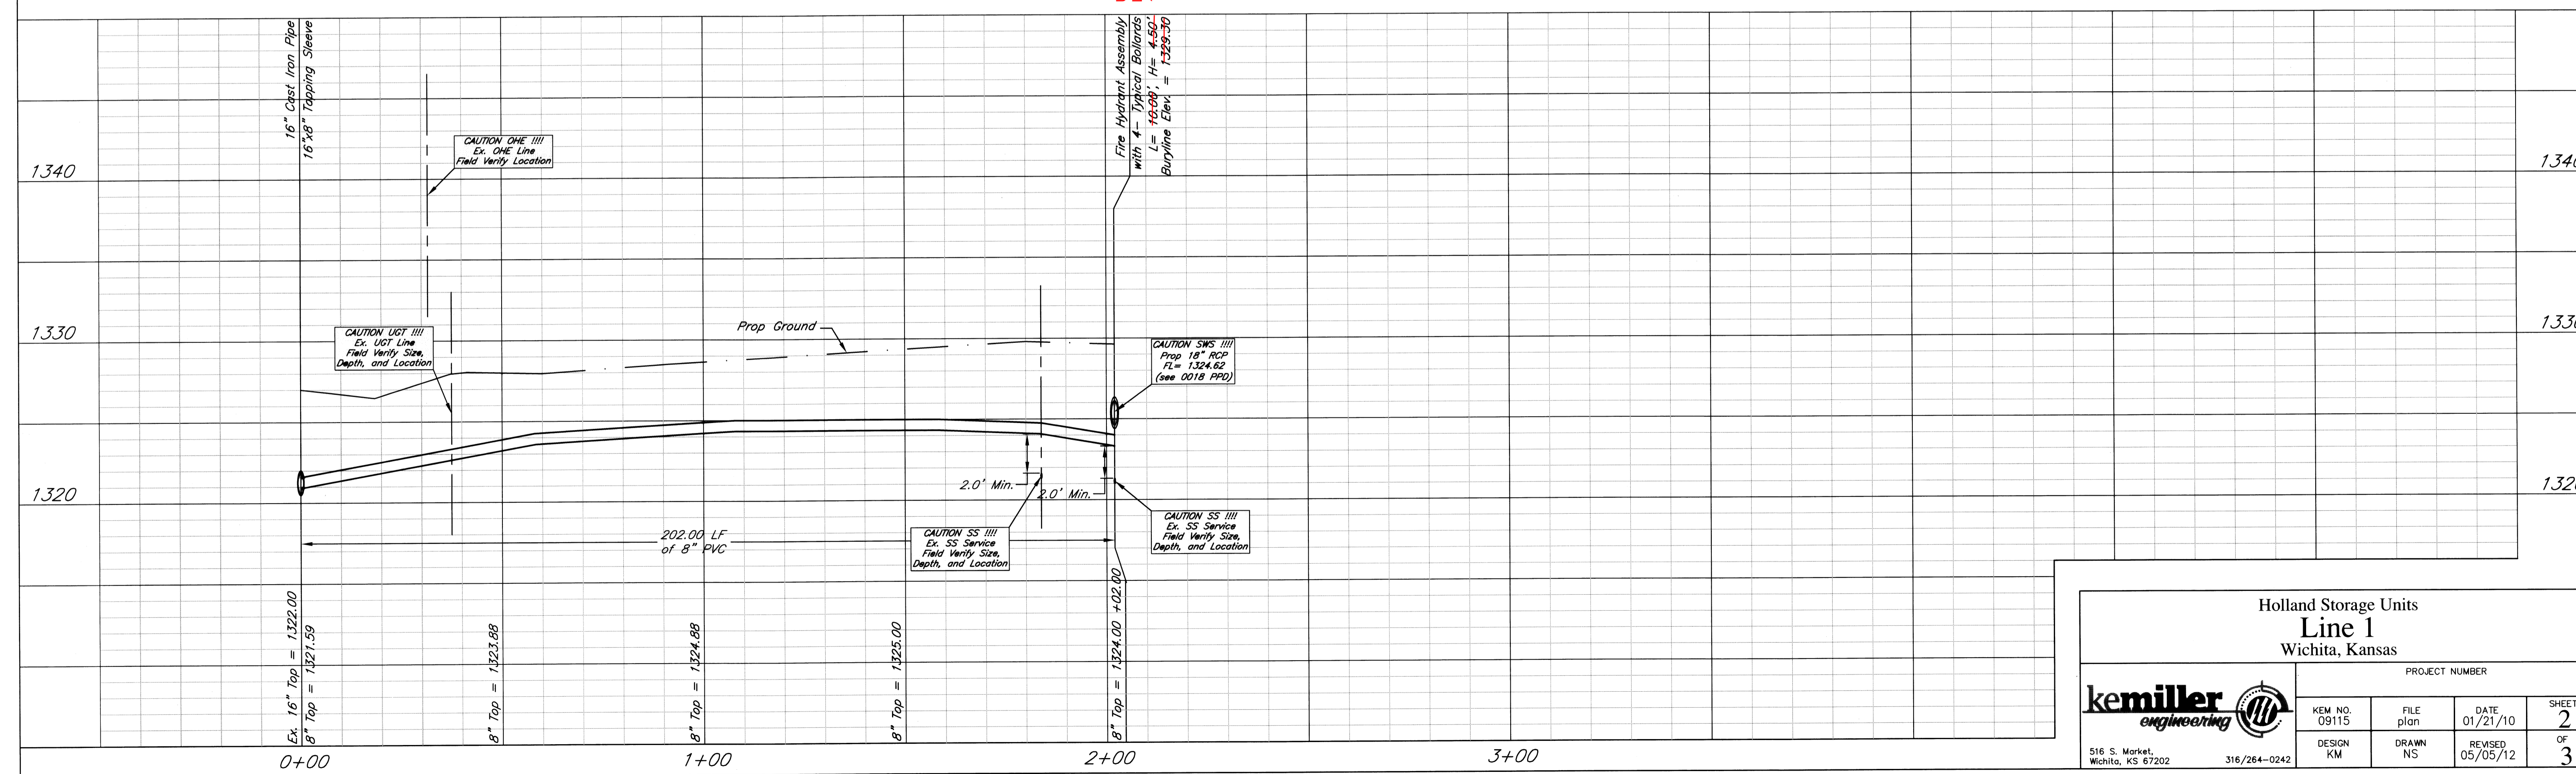 16" Cast Iron Pipe
16"x8" Tapping Sleeve
Fire Hydrant Assembly
with 4- Typical Bollards
L= 10.00', H= 4.50'
Buryline Elev. = 1329.30
CAUTION OHE !!!!
Ex. OHE Line
Field Verify Location
1340
1340
1330
1330
CAUTION UGT !!!!
Ex. UGT Line
Field Verify Size,
Depth, and Location
Prop Ground
CAUTION SWS !!!!
Prop 18" RCP
FL= 1324.62
(see 0018 PPD)
1320
1320
2.0' Min.
2.0' Min.
202.00 LF
of 8" PVC
CAUTION SS !!!!
Ex. SS Service
Field Verify Size,
Depth, and Location
CAUTION SS !!!!
Ex. SS Service
Field Verify Size,
Depth, and Location
Ex. 16" Top = 1322.00
8" Top = 1321.59
8" Top = 1323.88
8" Top = 1324.88
8" Top = 1325.00
8" Top = 1324.00 +02.00
0+00
1+00
2+00
3+00
Holland Storage Units
Line 1
Wichita, Kansas
PROJECT NUMBER
kemiller
engineering
516 S. Market,
Wichita, KS 67202
316/264-0242
KEM NO.
09115
FILE
plan
DATE
01/21/10
SHEET
2
DESIGN
KM
DRAWN
NS
REVISED
05/05/12
OF
3